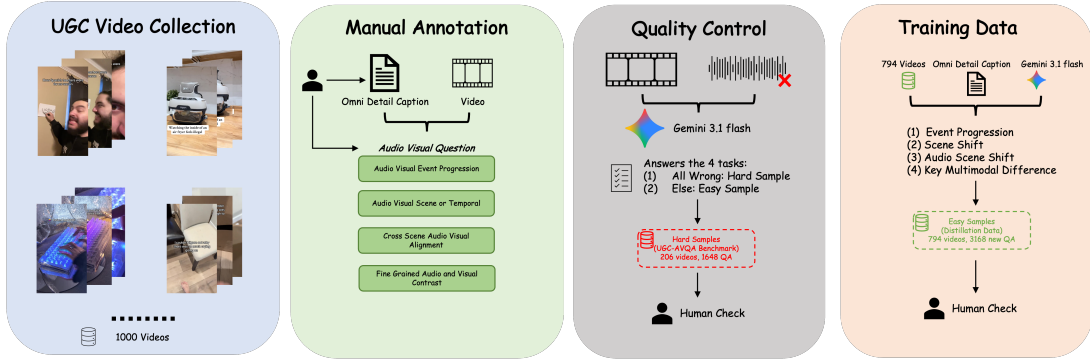 UGC Video Collection
Watching the inside of an
air fryer feels illegal
1000 Videos
Manual Annotation
Omni Detail Caption
Video
Audio Visual Question
Audio Visual Event Progression
Audio Visual Scene or Temporal
Cross Scene Audio Visual
Alignment
Fine Grained Audio and Visual
Contrast
Quality Control
Gemini 3.1 flash
Answers the 4 tasks:
(1) All Wrong: Hard Sample
(2) Else: Easy Sample
Hard Samples
(UGC-AVQA Benchmark)
206 videos, 1648 QA
Human Check
Training Data
794 Videos
Omni Detail Caption
Gemini 3.1 flash
(1) Event Progression
(2) Scene Shift
(3) Audio Scene Shift
(4) Key Multimodal Difference
Easy Samples
(Distillation Data)
794 videos, 3168 new QA
Human Check